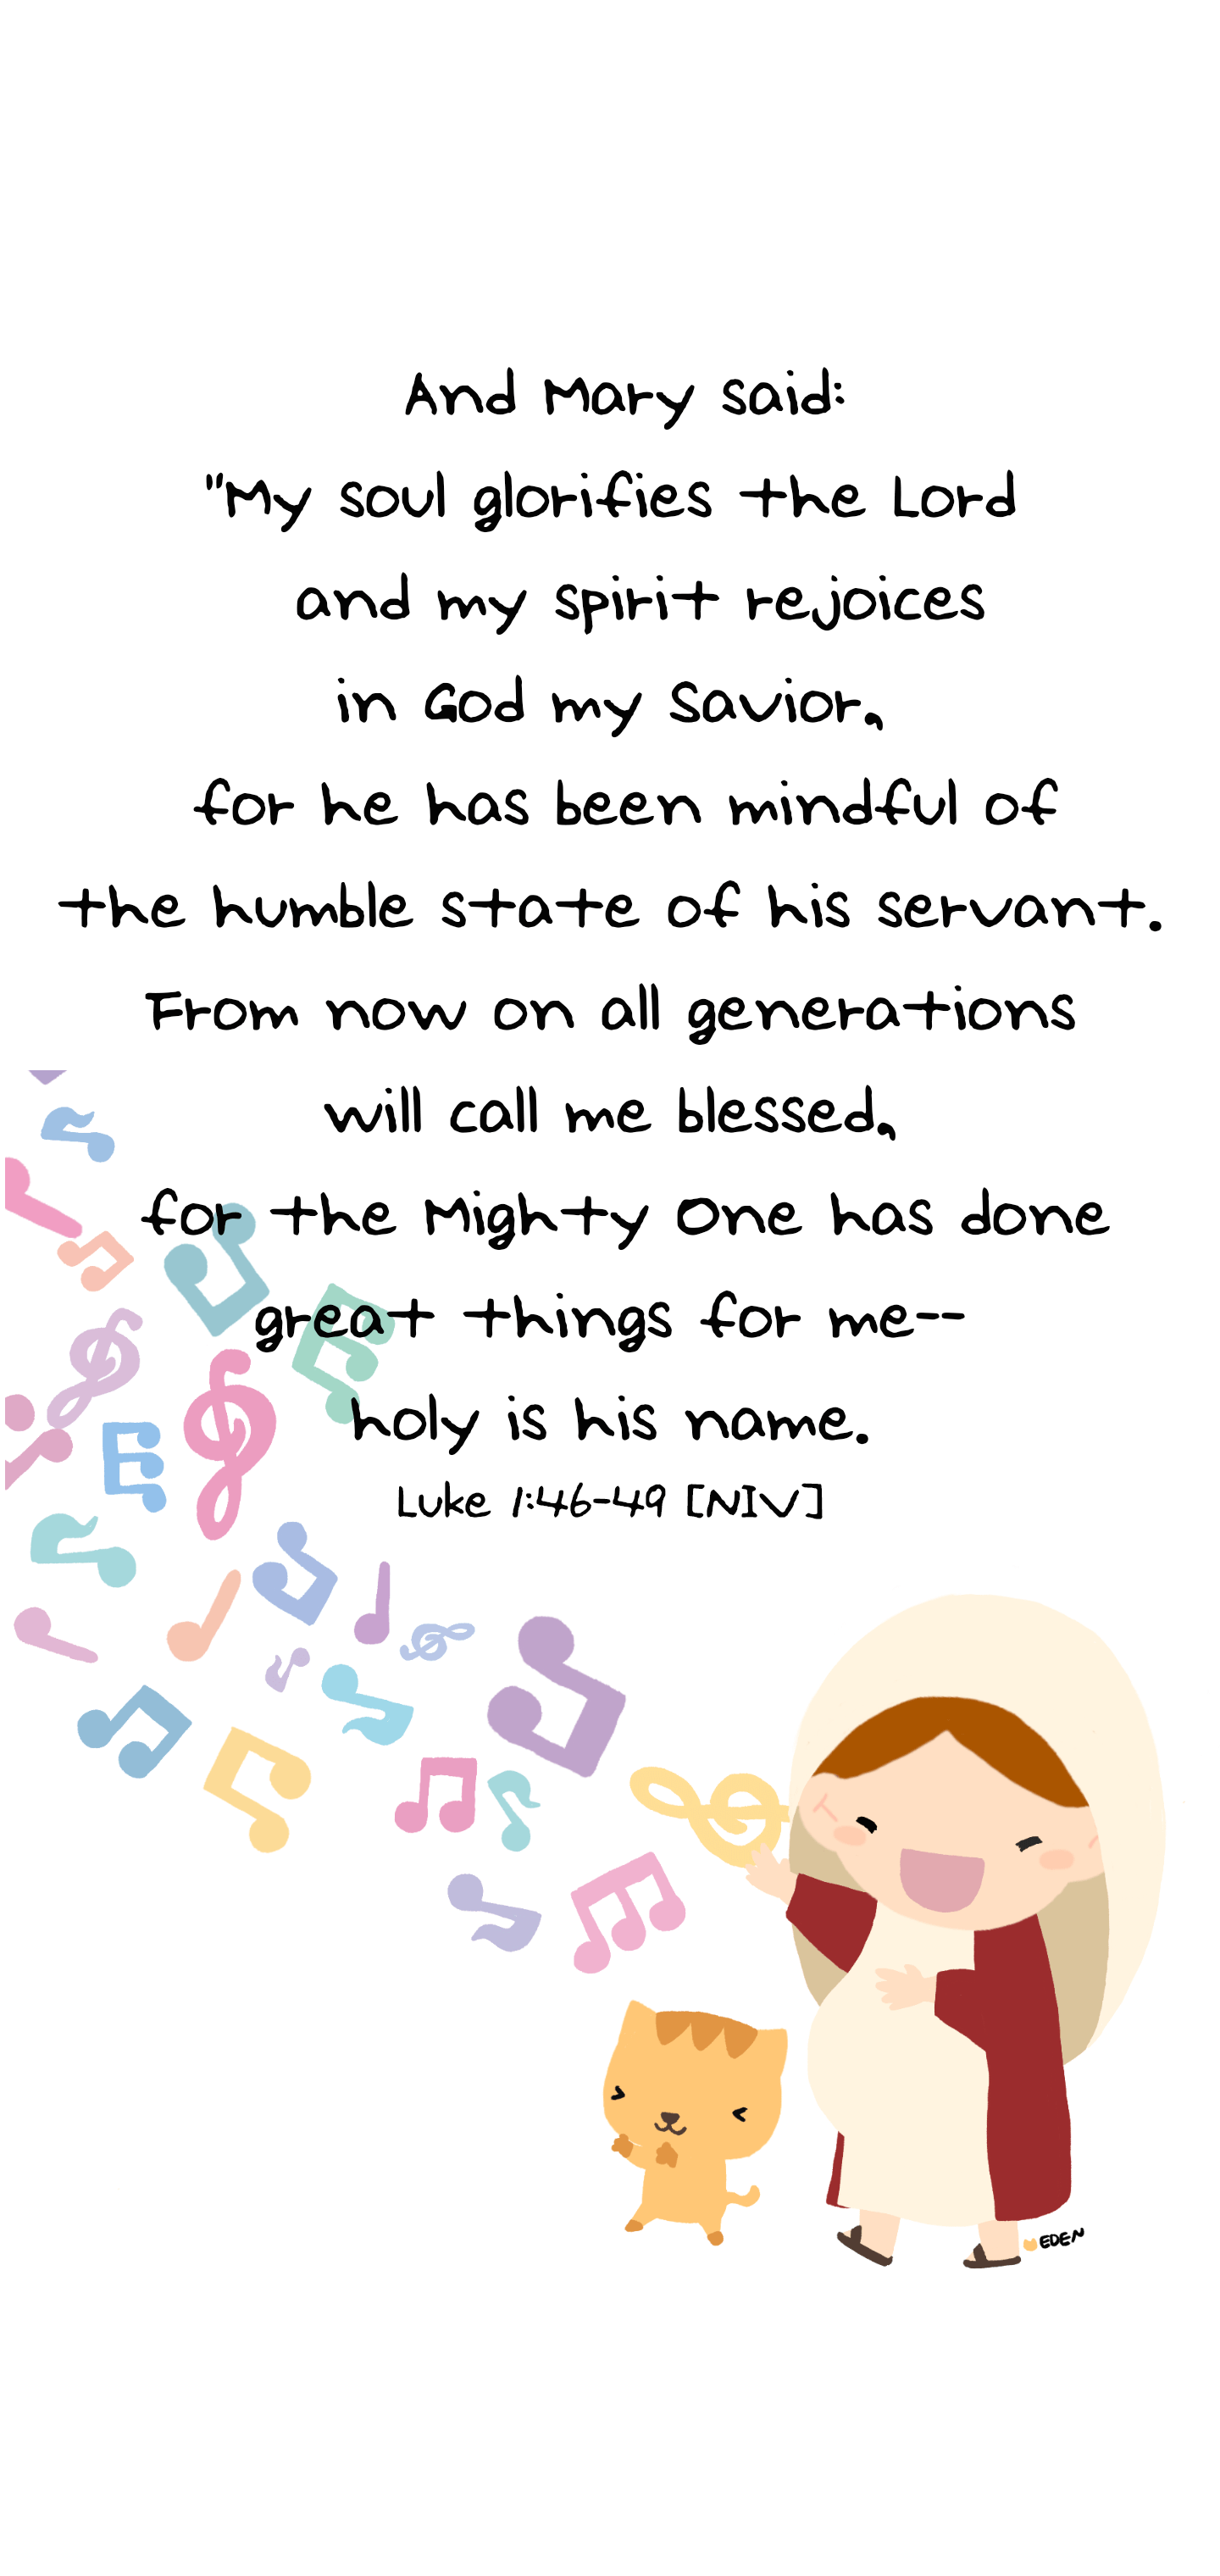 And Mary said:
"My soul glorifies the Lord
and my spirit rejoices
in God my Savior,
for he has been mindful of
the humble state of his servant.
From now on all generations
will call me blessed,
for the Mighty One has done
great things for me--
holy is his name.
Luke 1:46-49 [NIV]
EDEN